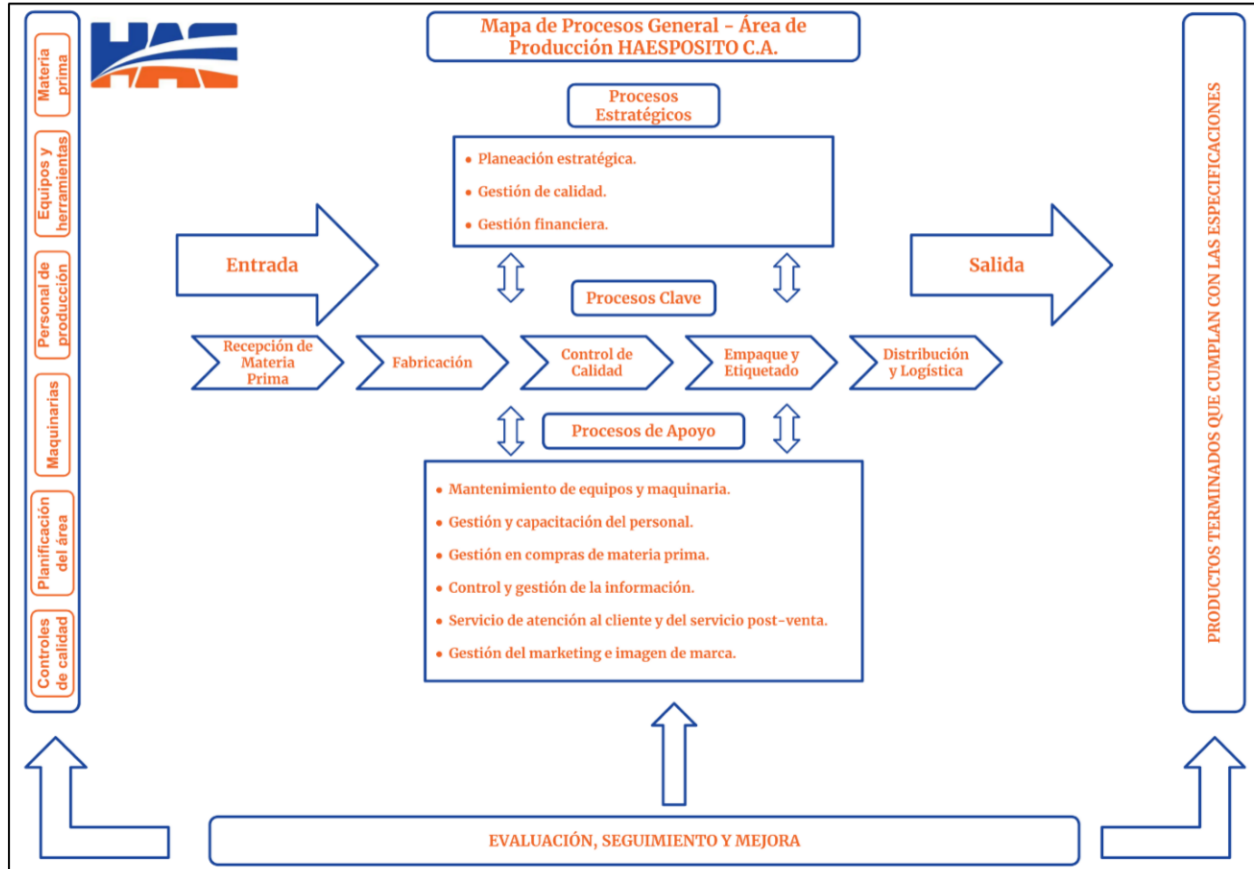 HAS
Mapa de Procesos General – Área de
Producción HAESPOSITO C.A.
Materia
prima
Equipos y
herramientas
Personal de
producción
Maquinarias
Planificación
del área
Controles
de calidad
Procesos
Estratégicos
• Planeación estratégica.
• Gestión de calidad.
• Gestión financiera.
Entrada
Salida
Procesos Clave
Recepción de
Materia
Prima
Fabricación
Control de
Calidad
Empaque y
Etiquetado
Distribución
y Logística
Procesos de Apoyo
• Mantenimiento de equipos y maquinaria.
• Gestión y capacitación del personal.
• Gestión en compras de materia prima.
• Control y gestión de la información.
• Servicio de atención al cliente y del servicio post-venta.
• Gestión del marketing e imagen de marca.
PRODUCTOS TERMINADOS QUE CUMPLAN CON LAS ESPECIFICACIONES
EVALUACIÓN, SEGUIMIENTO Y MEJORA